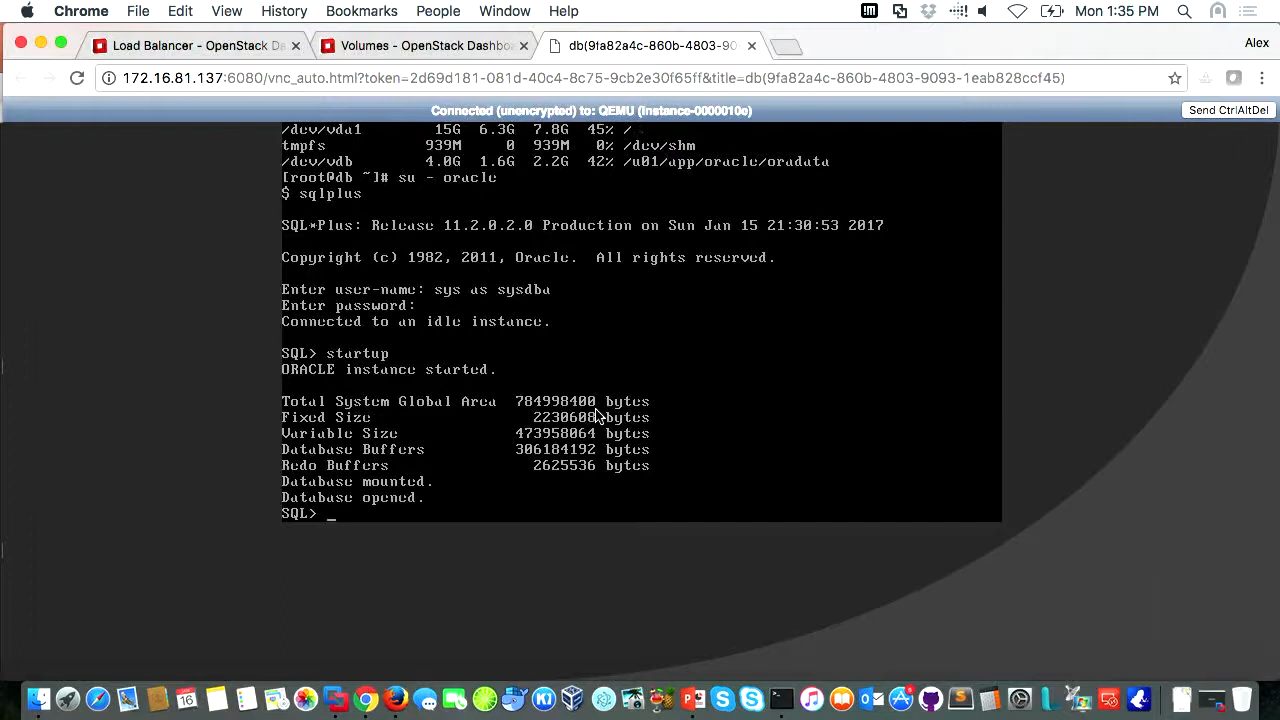 Chrome File Edit View History Bookmarks People Window Help Mon 1:35 PM
Load Balancer - OpenStack Da
Volumes - OpenStack Dashbo
db(9fa82a4c-860b-4803-90
Alex
172.16.81.137:6080/vnc_auto.html?token=2d69d181-081d-40c4-8c75-9cb2e30f65ff&title=db(9fa82a4c-860b-4803-9093-1eab828ccf45)
Connected (unencrypted) to: QEMU (instance-0000010e)
Send CtrlAltDel
/dev/vda1 15G 6.3G 7.8G 45% /
tmpfs 939M 0 939M 0% /dev/shm
/dev/vdb 4.0G 1.6G 2.2G 42% /u01/app/oracle/oradata
[root@db ~]# su - oracle
$ sqlplus
SQL*Plus: Release 11.2.0.2.0 Production on Sun Jan 15 21:30:53 2017
Copyright (c) 1982, 2011, Oracle. All rights reserved.
Enter user-name: sys as sysdba
Enter password:
Connected to an idle instance.
SQL> startup
ORACLE instance started.
Total System Global Area 784998400 bytes
Fixed Size 2230608 bytes
Variable Size 473958064 bytes
Database Buffers 306184192 bytes
Redo Buffers 2625536 bytes
Database mounted.
Database opened.
SQL> _